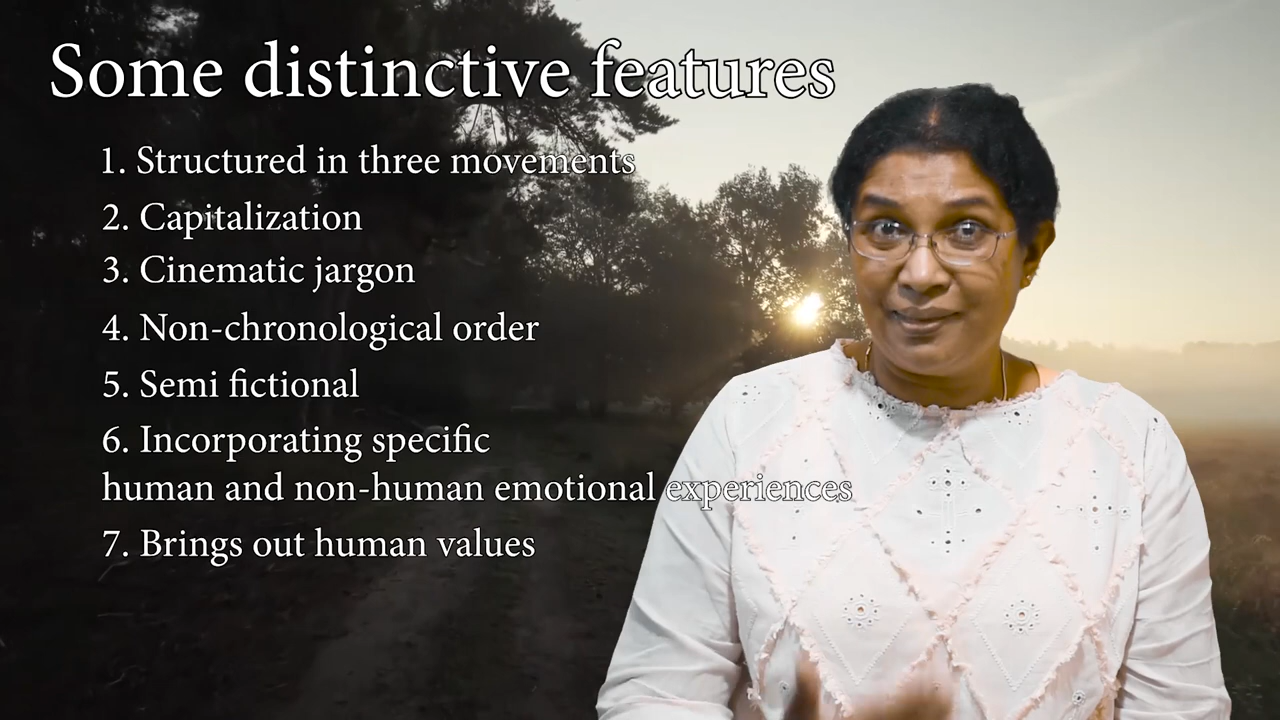 Some distinctive features
1. Structured in three movements
2. Capitalization
3. Cinematic jargon
4. Non-chronological order
5. Semi fictional
6. Incorporating specific
human and non-human emotional experiences
7. Brings out human values